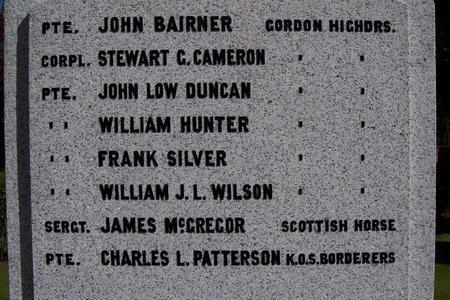 PTE. JOHN BAIRNER GORDON HIGHDRS.
CORPL. STEWART G. CAMERON " "
PTE. JOHN LOW DUNCAN " "
" WILLIAM HUNTER " "
" FRANK SILVER " "
" WILLIAM J.L. WILSON " "
SERGT. JAMES McGREGOR SCOTTISH HORSE
PTE. CHARLES L. PATTERSON K.O.S. BORDERERS